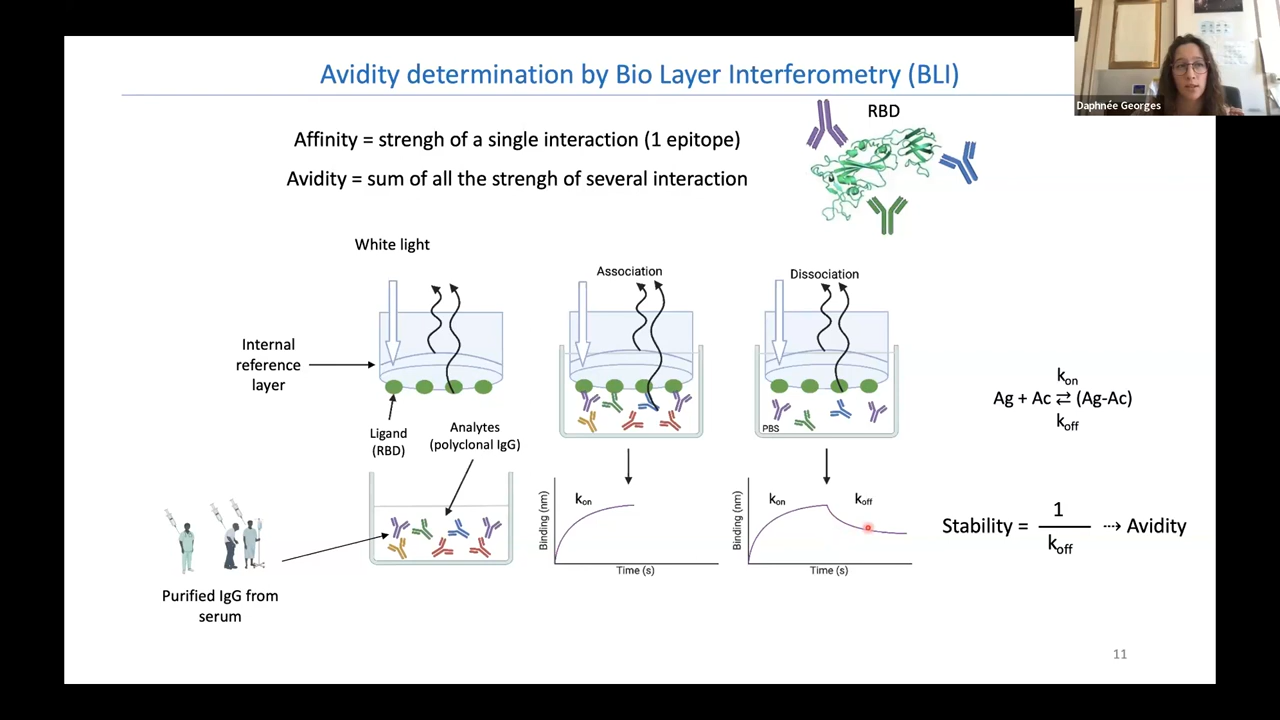 Avidity determination by Bio Layer Interferometry (BLI)
Daphnée Georges
RBD
Affinity = strengh of a single interaction (1 epitope)
Avidity = sum of all the strengh of several interaction
White light
Association
Dissociation
Internal
reference
layer
Ligand
(RBD)
Analytes
(polyclonal IgG)
PBS
kon
Ag + Ac ⇄ (Ag-Ac)
koff
Binding (nm)
kon
Time (s)
Binding (nm)
kon
koff
Time (s)
Stability = 1 / koff ⇢ Avidity
Purified IgG from
serum
11